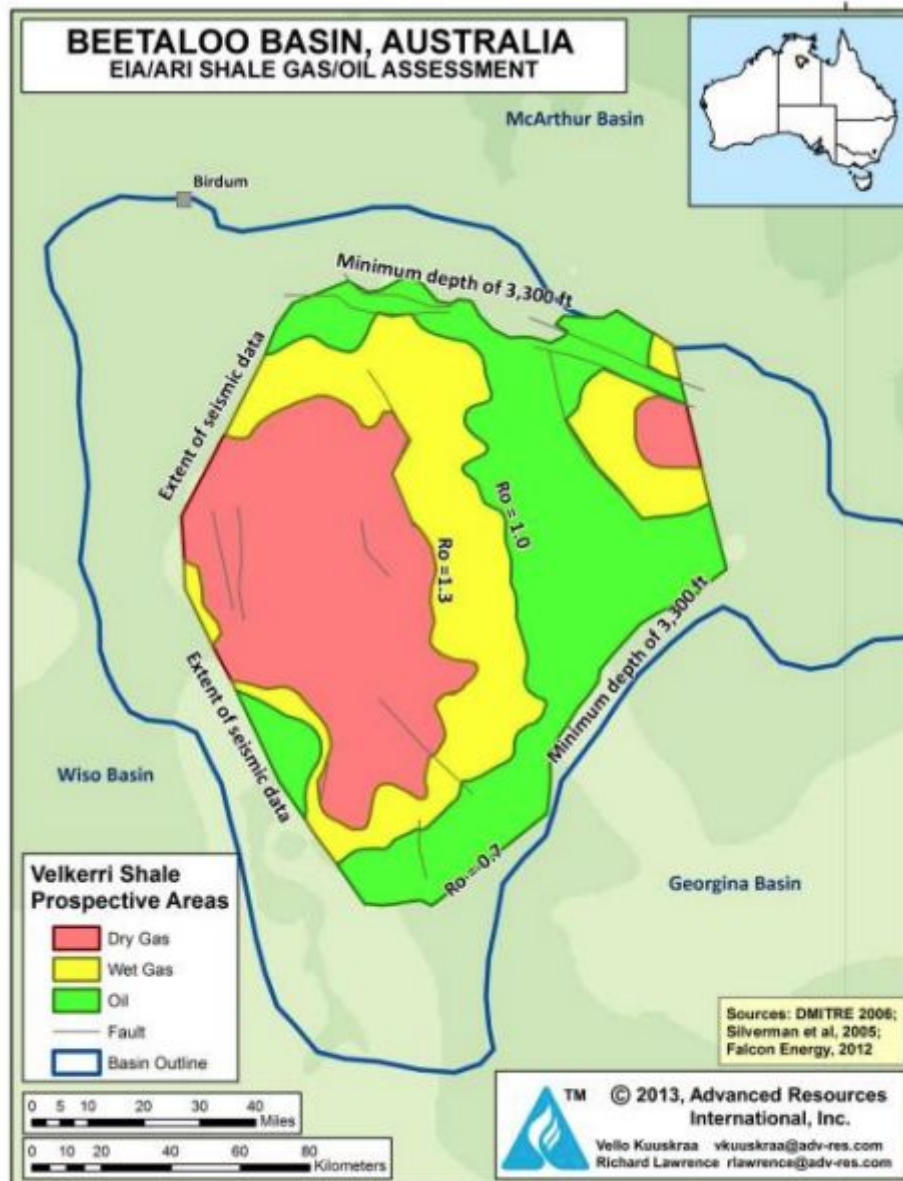 BEETALOO BASIN, AUSTRALIA
EIA/ARI SHALE GAS/OIL ASSESSMENT
McArthur Basin
Birdum
Minimum depth of 3,300 ft
Extent of seismic data
Ro = 1.0
Ro =1.3
Minimum depth of 3,300 ft
Extent of seismic data
Wiso Basin
Ro = 0.7
Georgina Basin
Velkerri Shale
Prospective Areas
Dry Gas
Wet Gas
Oil
Fault
Basin Outline
Sources: DMITRE 2006;
Silverman et al, 2005;
Falcon Energy, 2012
0 5 10 20 30 40
Miles
0 10 20 40 60 80
Kilometers
TM © 2013, Advanced Resources
International, Inc.
Vello Kuuskraa vkuuskraa@adv-res.com
Richard Lawrence rlawrence@adv-res.com